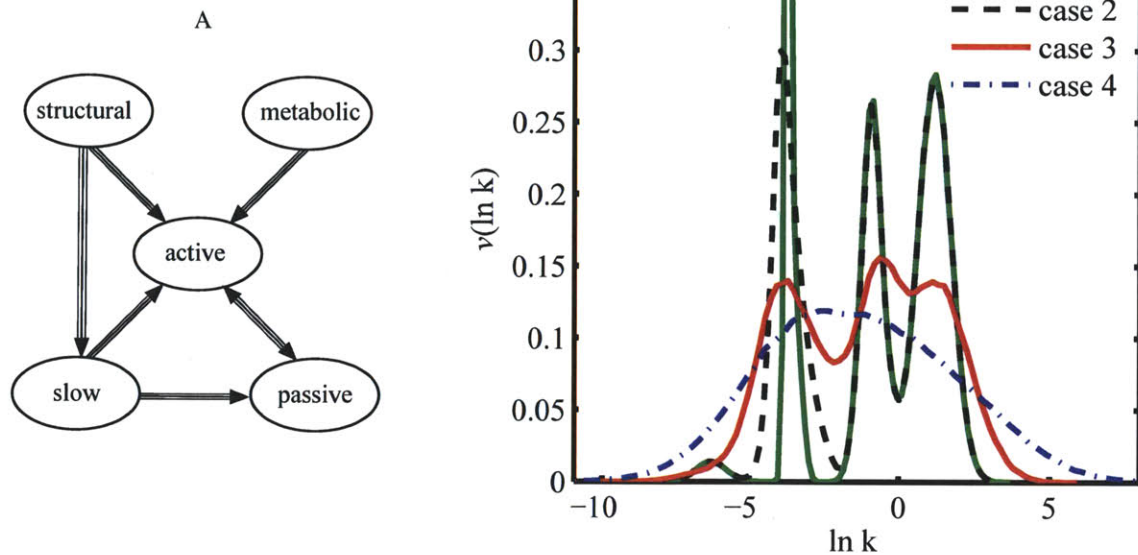 A
structural
metabolic
active
slow
passive
case 2
case 3
case 4
0.3
0.25
0.2
0.15
0.1
0.05
0
v(ln k)
−10
−5
0
5
ln k